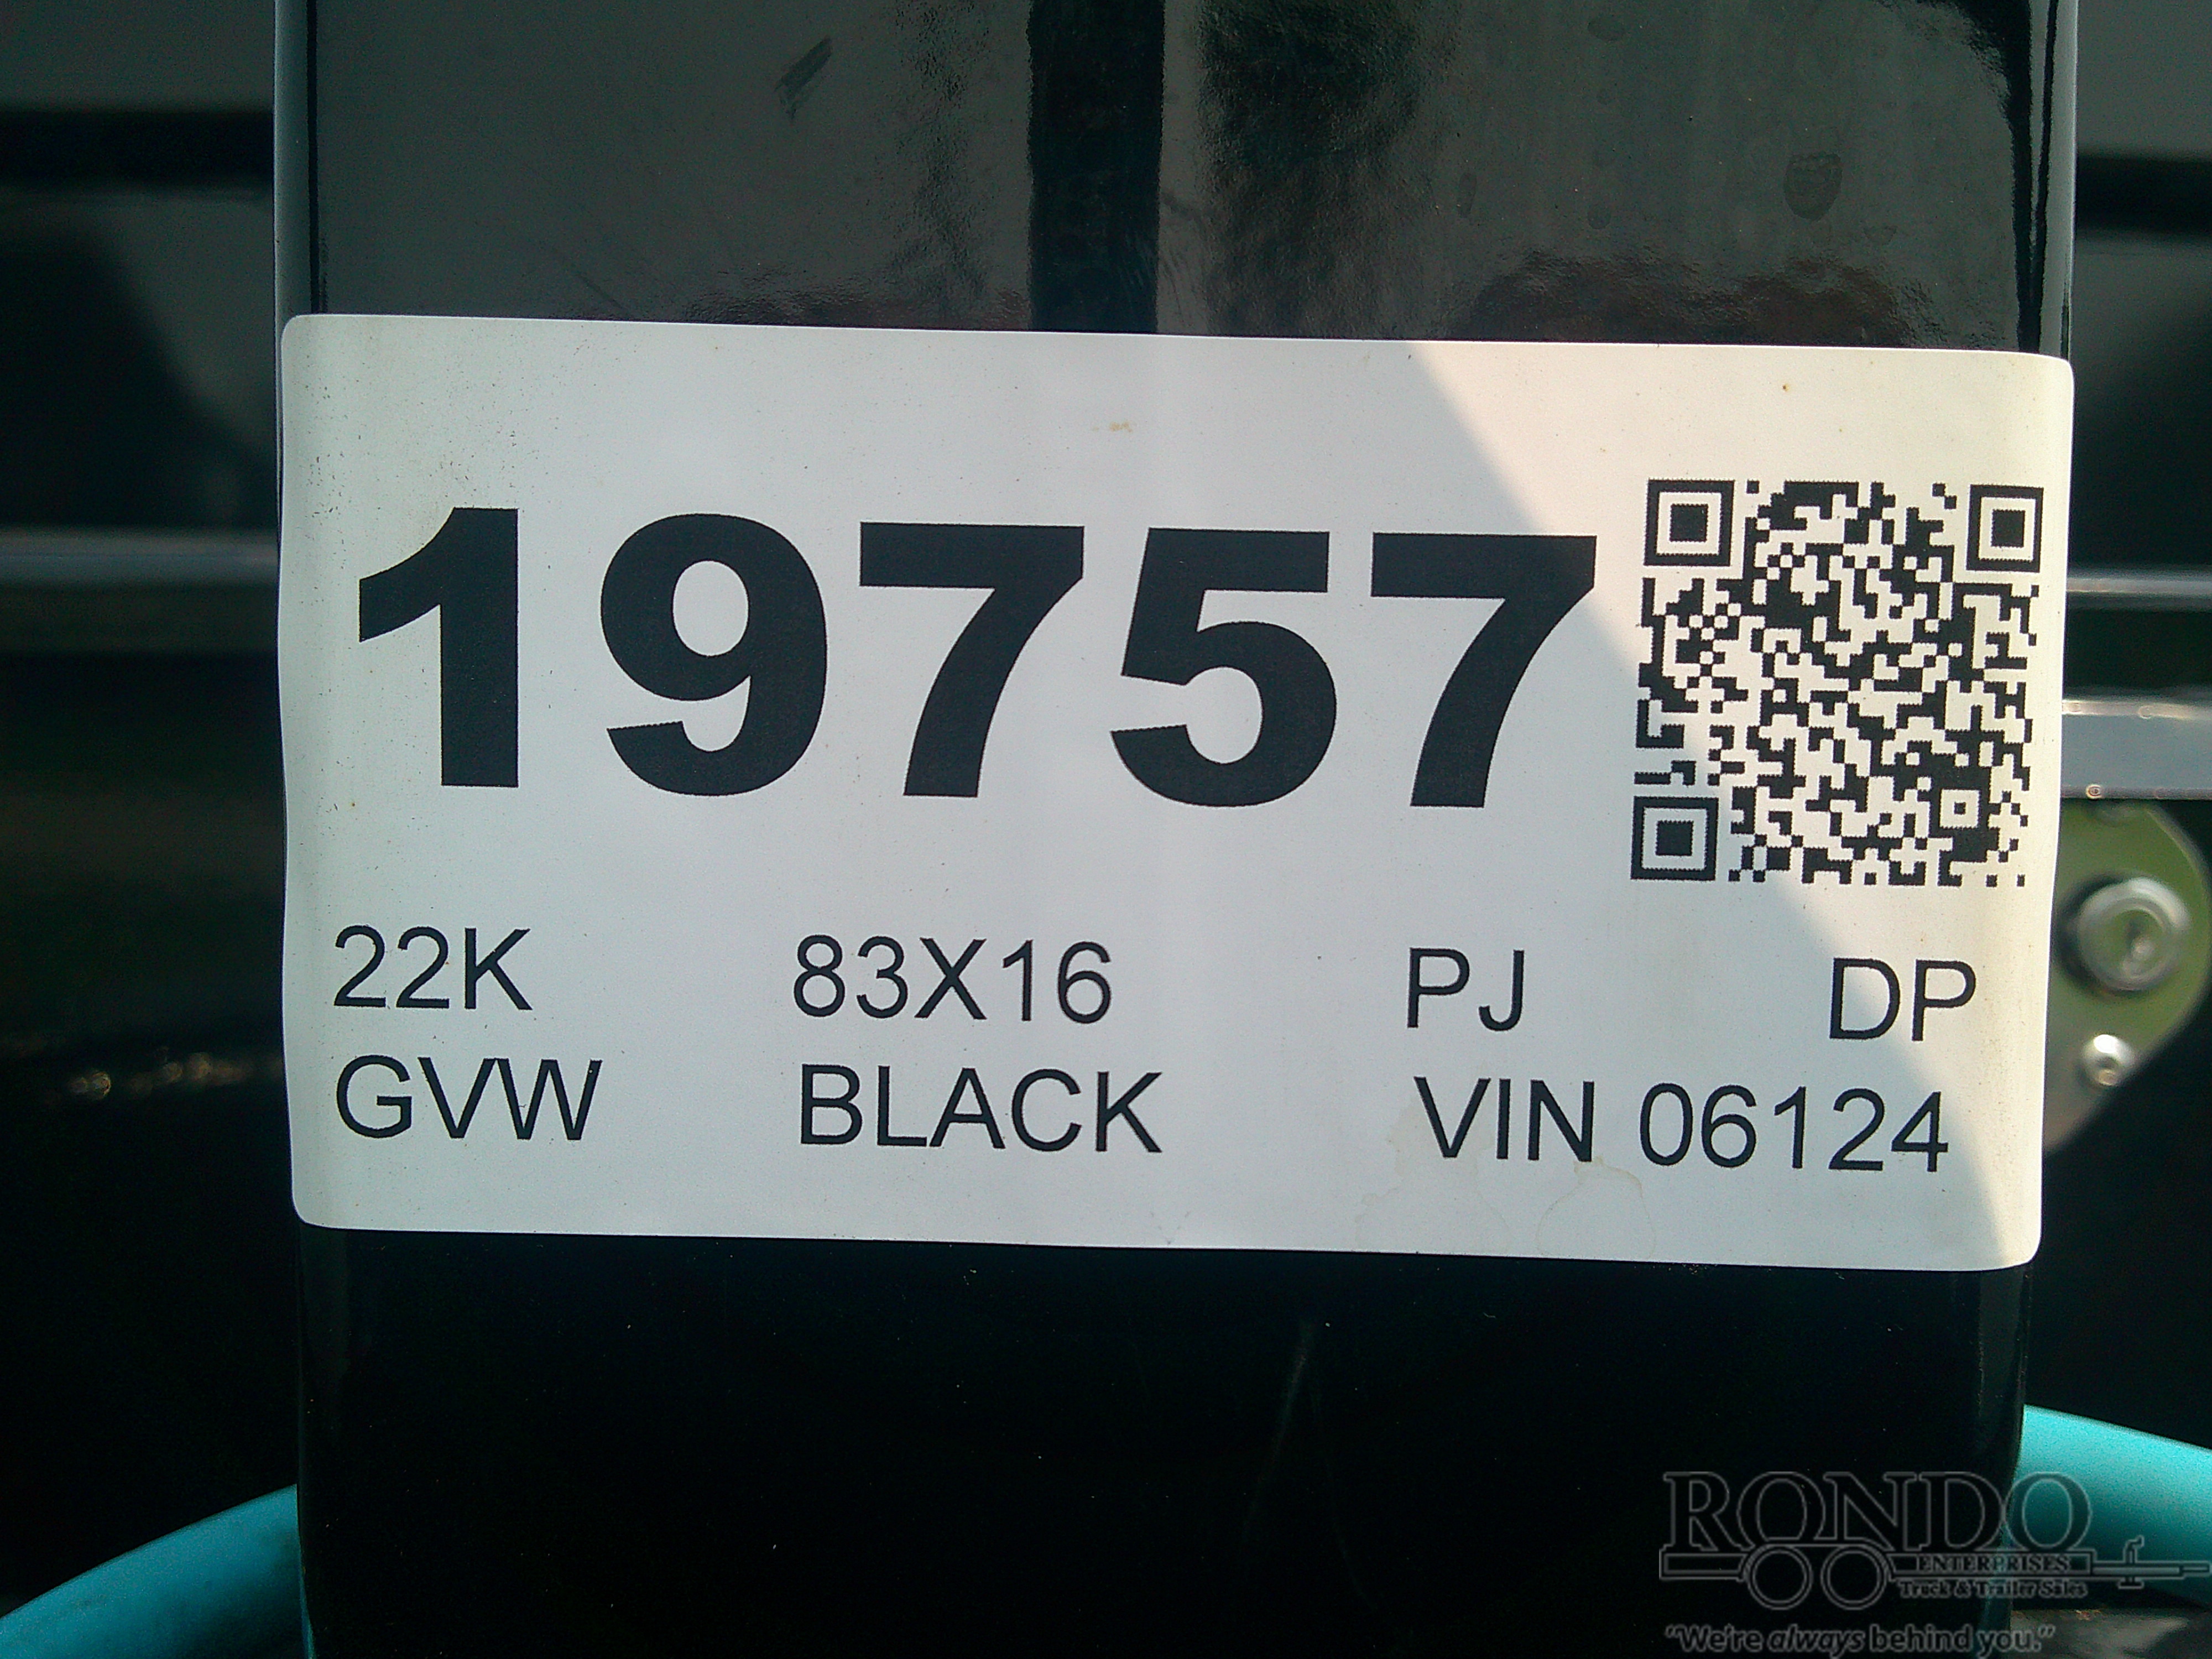 19757
22K 83X16 PJ DP
GVW BLACK VIN 06124
RONDO
ENTERPRISES
Truck & Trailer Sales
"We're always behind you."